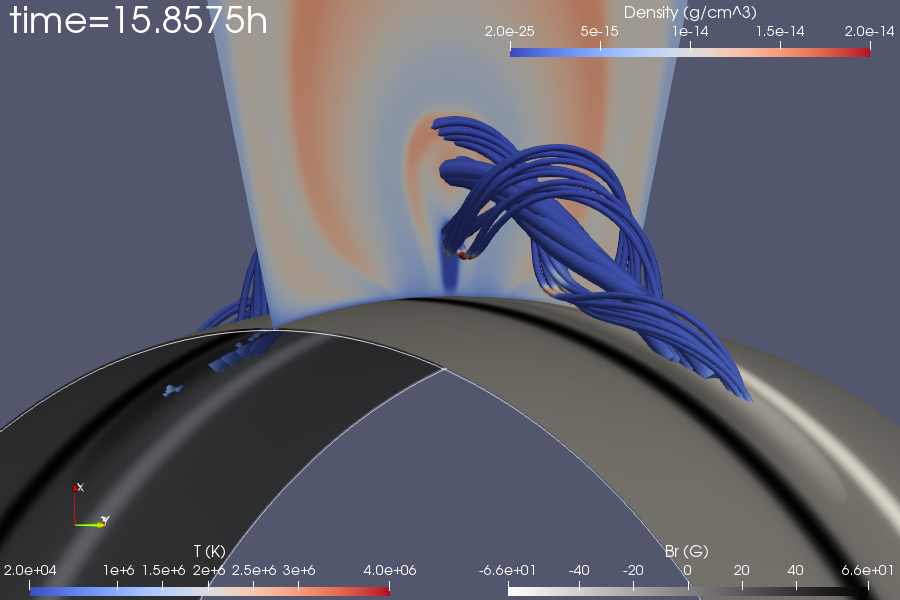 time=15.8575h
Density (g/cm^3)
2.0e-25 5e-15 1e-14 1.5e-14 2.0e-14
X
Y
T (K)
2.0e+04 1e+6 1.5e+6 2e+6 2.5e+6 3e+6 4.0e+06
Br (G)
-6.6e+01 -40 -20 0 20 40 6.6e+01